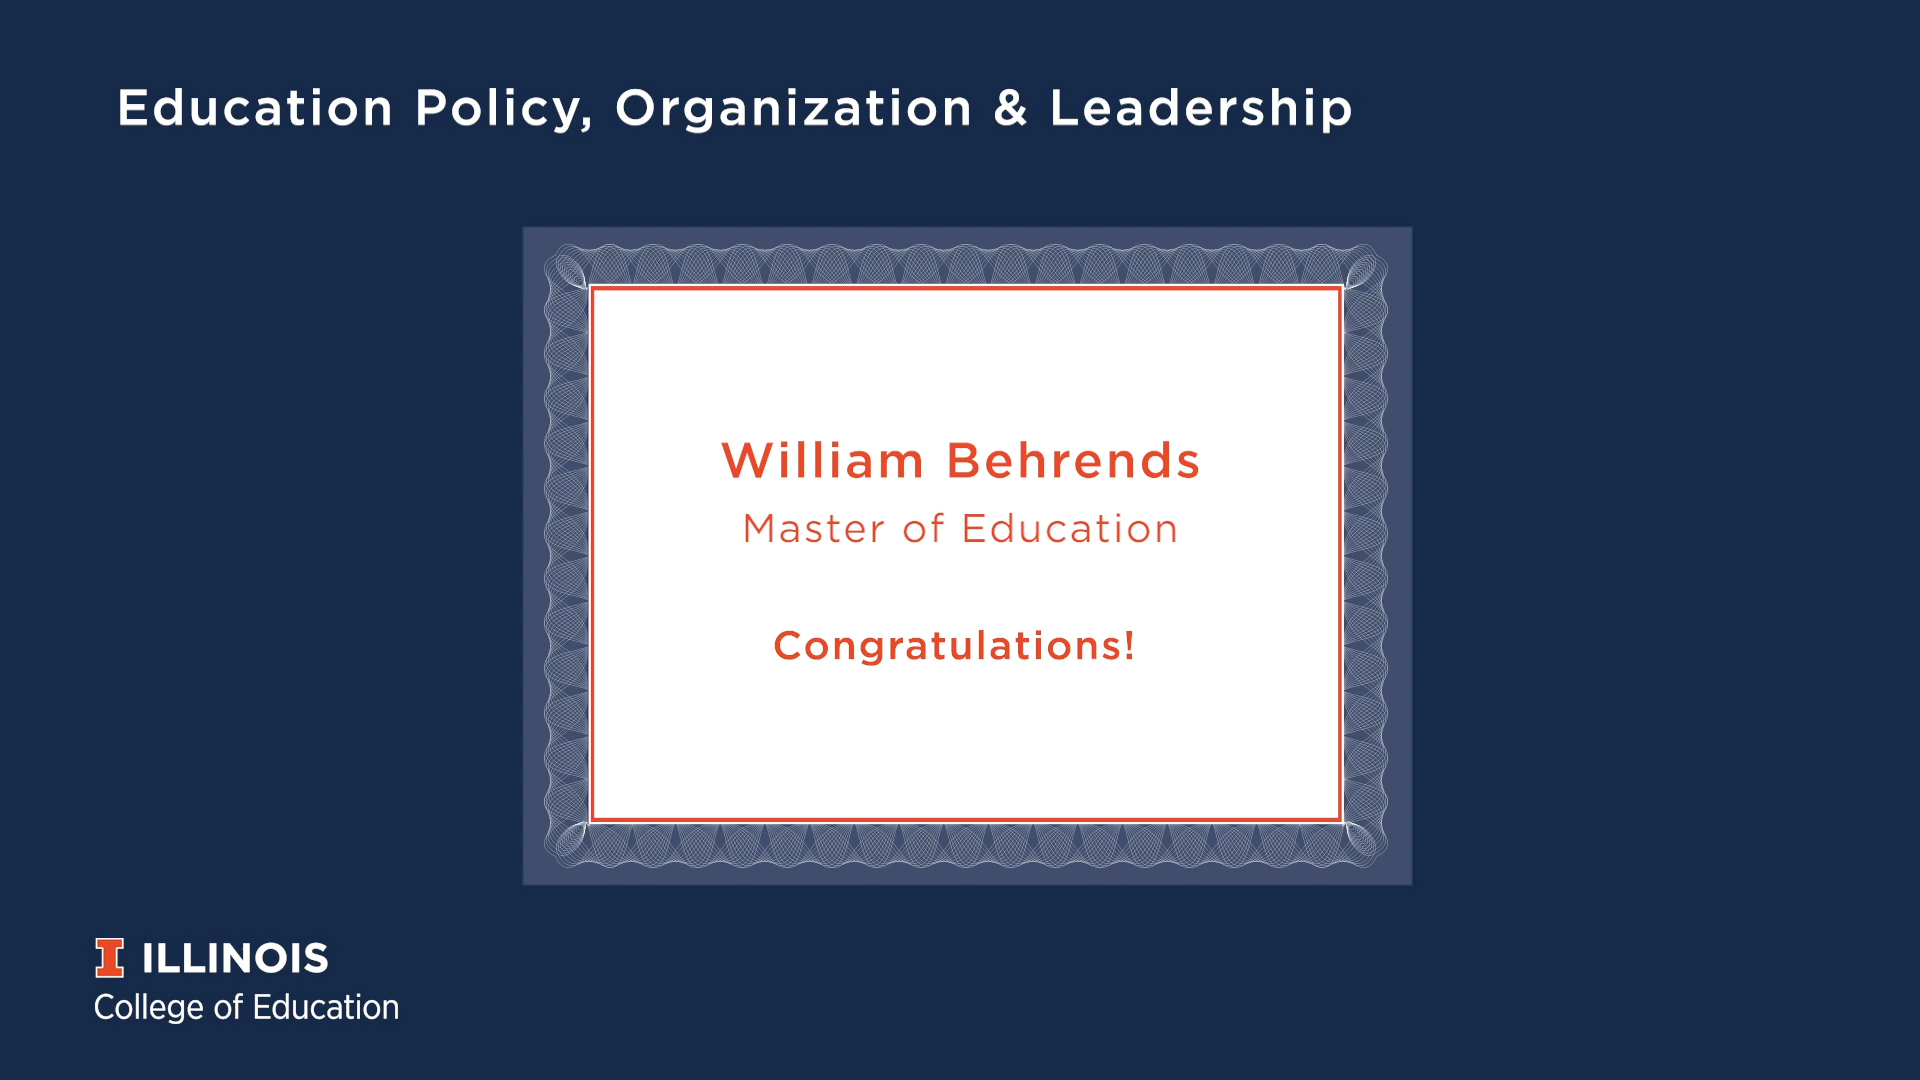 Education Policy, Organization & Leadership
William Behrends
Master of Education
Congratulations!
ILLINOIS
College of Education